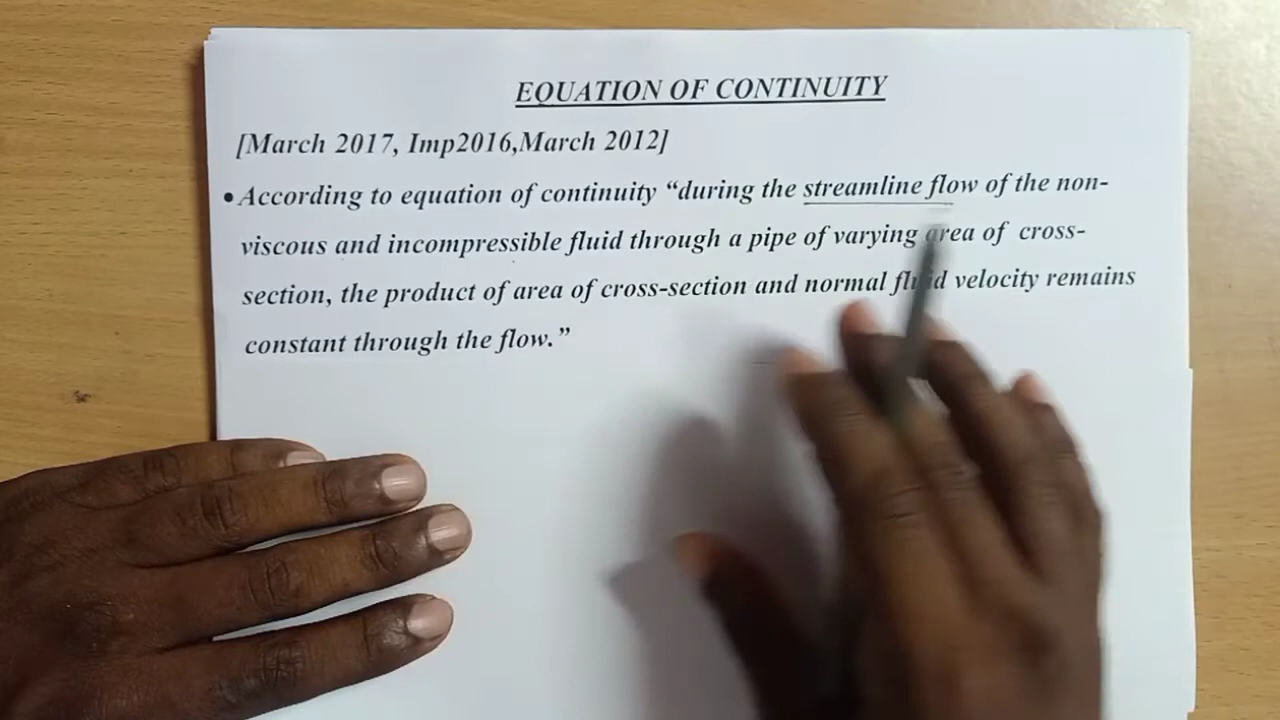 EQUATION OF CONTINUITY
[March 2017, Imp2016,March 2012]
• According to equation of continuity “during the streamline flow of the non-
viscous and incompressible fluid through a pipe of varying area of cross-
section, the product of area of cross-section and normal fluid velocity remains
constant through the flow.”